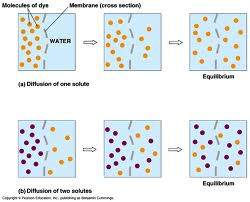 Molecules of dye
Membrane (cross section)
WATER
Equilibrium
(a) Diffusion of one solute
Equilibrium
(b) Diffusion of two solutes
Copyright © Pearson Education, Inc., publishing as Benjamin Cummings.